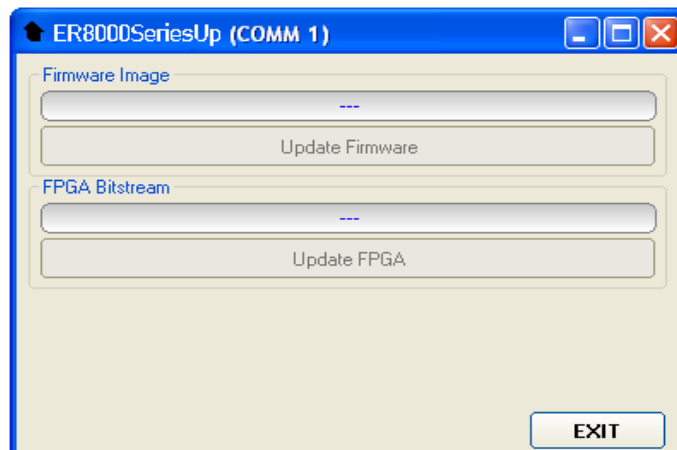 ER8000SeriesUp (COMM 1)
Firmware Image
---
Update Firmware
FPGA Bitstream
---
Update FPGA
EXIT